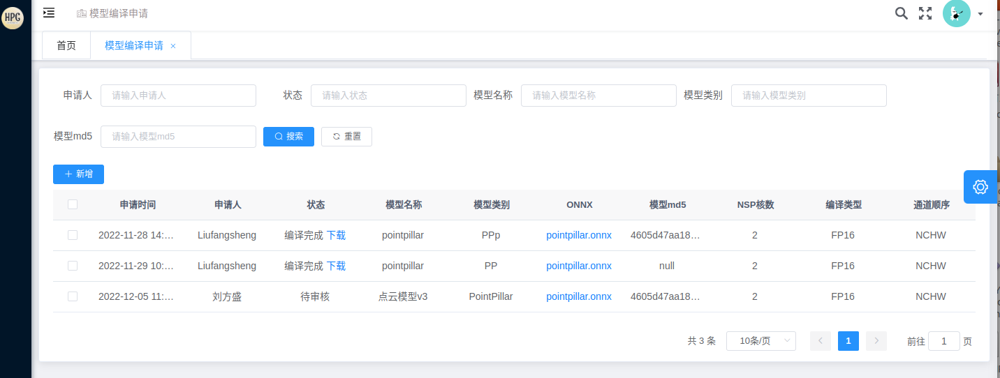 HPC
模型编译申请
首页 模型编译申请 ×
申请人 请输入申请人 状态 请输入状态 模型名称 请输入模型名称 模型类别 请输入模型类别
模型md5 请输入模型md5 搜索 重置
+ 新增
申请时间 申请人 状态 模型名称 模型类别 ONNX 模型md5 NSP核数 编译类型 通道顺序
2022-11-28 14:... Liufangsheng 编译完成 下载 pointpillar PPp pointpillar.onnx 4605d47aa18... 2 FP16 NCHW
2022-11-29 10:... Liufangsheng 编译完成 下载 pointpillar PP pointpillar.onnx null 2 FP16 NCHW
2022-12-05 11:... 刘方盛 待审核 点云模型v3 PointPillar pointpillar.onnx 4605d47aa18... 2 FP16 NCHW
共 3 条 10条/页 1 前往 1 页